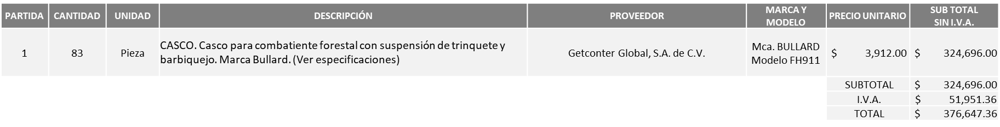 PARTIDA CANTIDAD UNIDAD DESCRIPCIÓN PROVEEDOR MARCA Y MODELO PRECIO UNITARIO SUB TOTAL SIN I.V.A.
1 83 Pieza CASCO. Casco para combatiente forestal con suspensión de trinquete y barbiquejo. Marca Bullard. (Ver especificaciones) Getconter Global, S.A. de C.V. Mca. BULLARD Modelo FH911 $ 3,912.00 $ 324,696.00
SUBTOTAL $ 324,696.00
I.V.A. $ 51,951.36
TOTAL $ 376,647.36